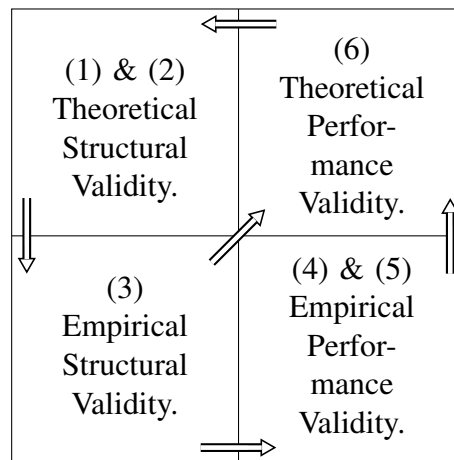 (1) & (2)
Theoretical
Structural
Validity.
(6)
Theoretical
Perfor-
mance
Validity.
(3)
Empirical
Structural
Validity.
(4) & (5)
Empirical
Perfor-
mance
Validity.